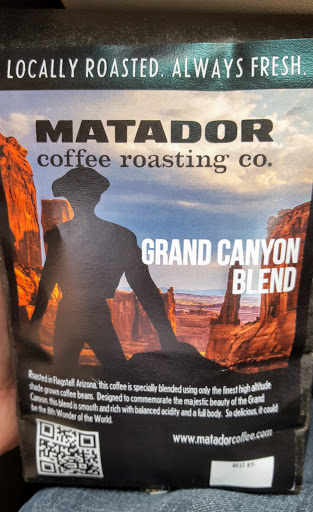 LOCALLY ROASTED. ALWAYS FRESH.
MATADOR
coffee roasting co.
GRAND CANYON
BLEND
Roasted in Flagstaff Arizona, this coffee is specially blended using only the finest high altitude
shade grown coffee beans. Designed to commemorate the majestic beauty of the Grand
Canyon, this blend is smooth and rich with balanced acidity and a full body. So delicious, it could
be the 8th Wonder of the World.
www.matadorcoffee.com
BEST BY: